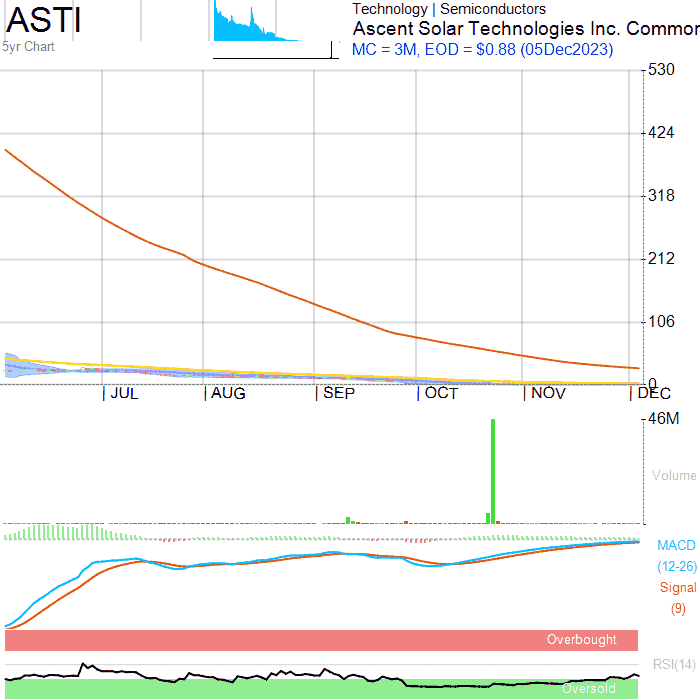 ASTI
5yr Chart
Technology | Semiconductors
Ascent Solar Technologies Inc. Common
MC = 3M, EOD = $0.88 (05Dec2023)
530
424
318
212
106
0
JUL
AUG
SEP
OCT
NOV
DEC
46M
Volume
MACD
(12-26)
Signal
(9)
Overbought
RSI(14)
Oversold